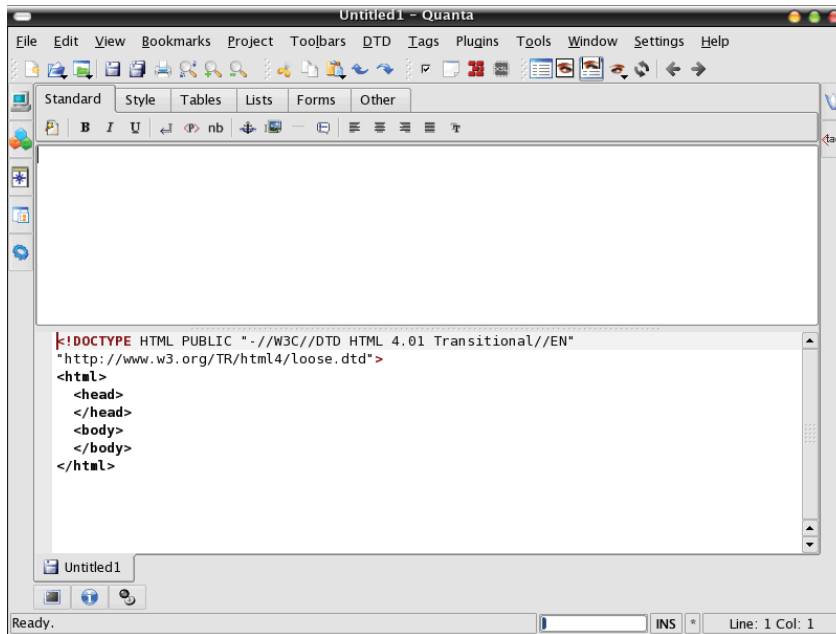 Untitled1 - Quanta
File Edit View Bookmarks Project Toolbars DTD Tags Plugins Tools Window Settings Help
Standard Style Tables Lists Forms Other
B I U nb
<!DOCTYPE HTML PUBLIC "-//W3C//DTD HTML 4.01 Transitional//EN"
"http://www.w3.org/TR/html4/loose.dtd">
<html>
<head>
</head>
<body>
</body>
</html>
Untitled1
Ready. INS * Line: 1 Col: 1